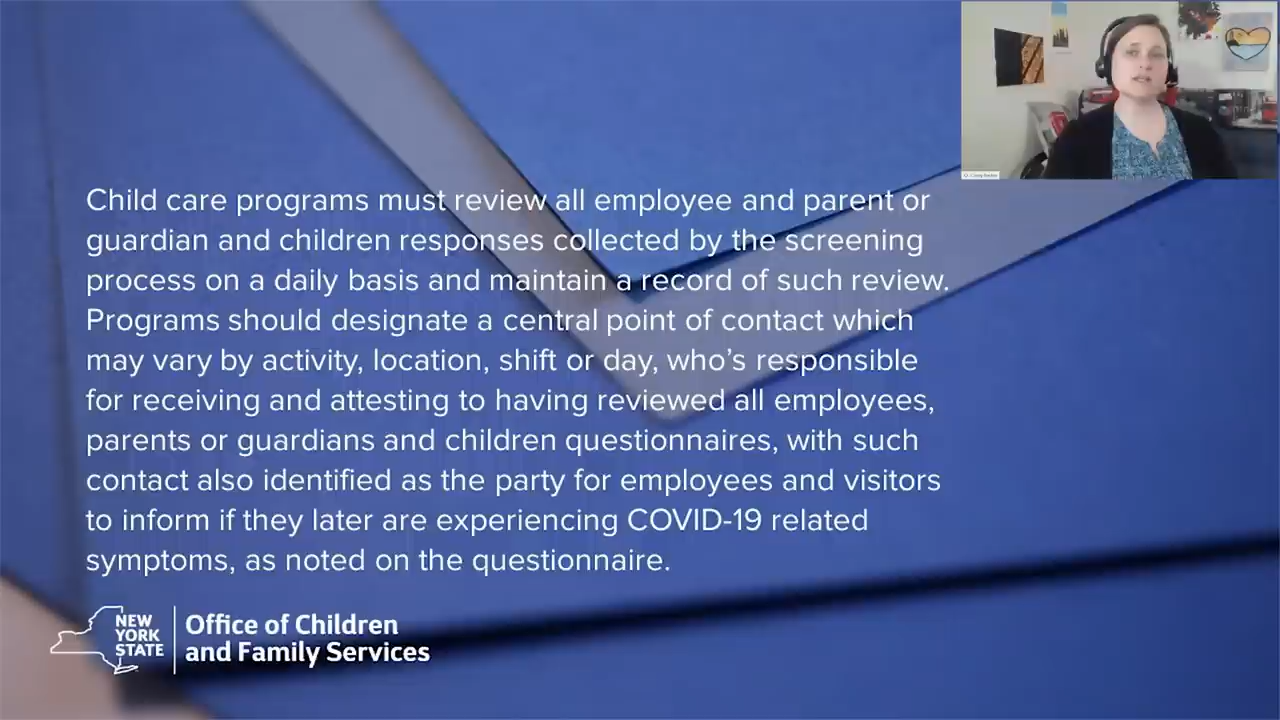 Child care programs must review all employee and parent or
guardian and children responses collected by the screening
process on a daily basis and maintain a record of such review.
Programs should designate a central point of contact which
may vary by activity, location, shift or day, who's responsible
for receiving and attesting to having reviewed all employees,
parents or guardians and children questionnaires, with such
contact also identified as the party for employees and visitors
to inform if they later are experiencing COVID-19 related
symptoms, as noted on the questionnaire.
NEW
YORK
STATE
Office of Children
and Family Services